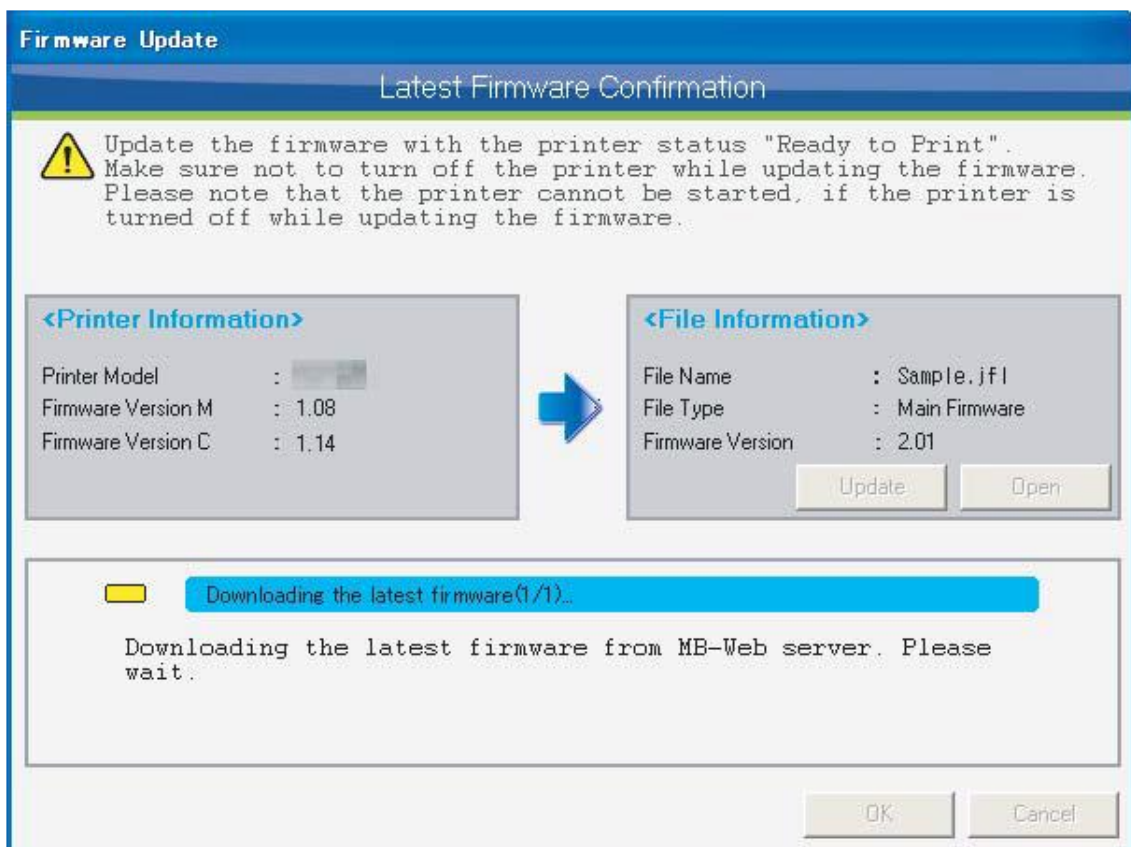 Firmware Update
Latest Firmware Confirmation
Update the firmware with the printer status "Ready to Print".
Make sure not to turn off the printer while updating the firmware.
Please note that the printer cannot be started, if the printer is
turned off while updating the firmware.
<Printer Information>
Printer Model :
Firmware Version M : 1.08
Firmware Version C : 1.14
<File Information>
File Name : Sample.jfl
File Type : Main Firmware
Firmware Version : 2.01
Update Open
Downloading the latest firmware(1/1)...
Downloading the latest firmware from MB-Web server. Please
wait.
OK Cancel